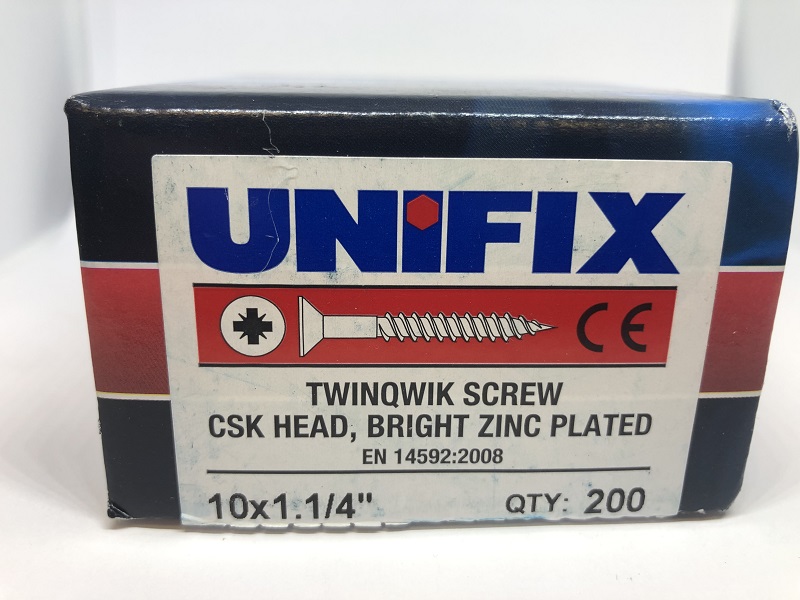 UNIFIX
CE
TWINQWIK SCREW
CSK HEAD, BRIGHT ZINC PLATED
EN 14592:2008
10x1.1/4" QTY: 200